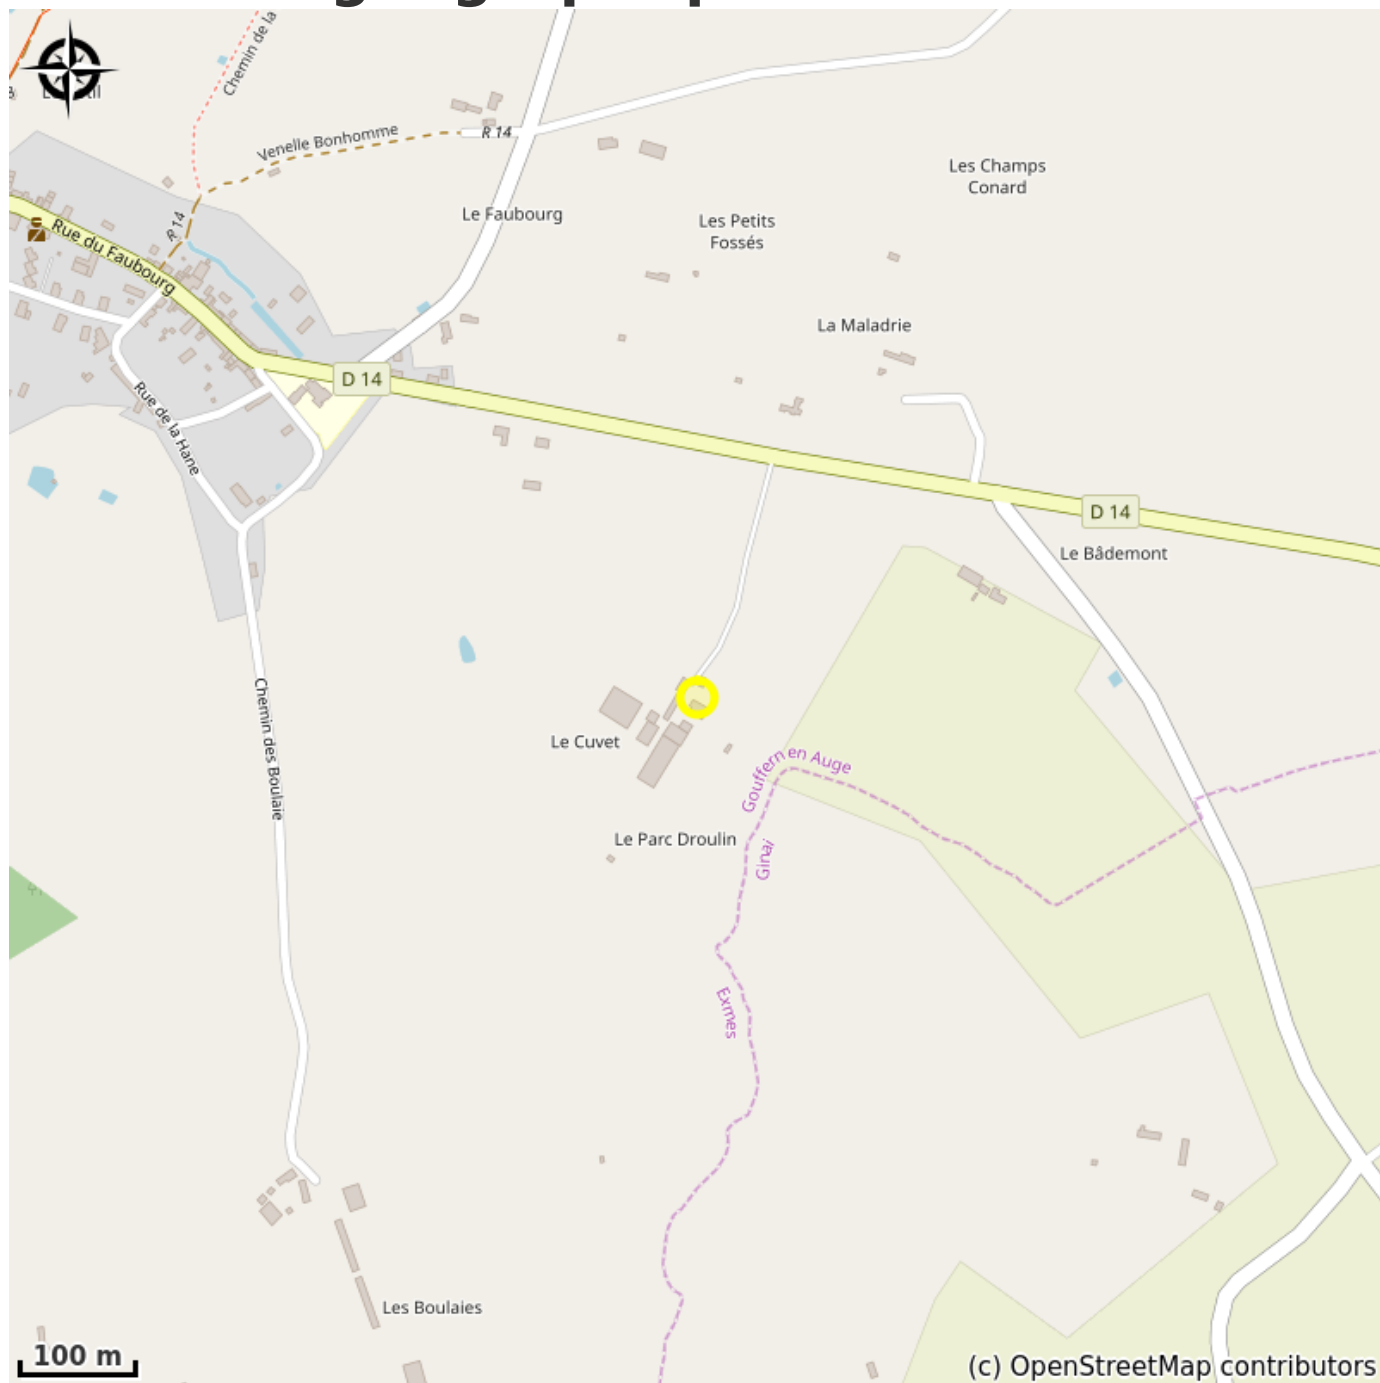 Chemin de la
Venelle Bonhomme
R 14
Les Champs
Conard
Le Faubourg
Les Petits
Fossés
R 14
Rue du Faubourg
La Maladrie
D 14
Rue de la Hane
D 14
Le Bâdemont
Chemin des Boulaie
Le Cuvet
Gouffern en Auge
Le Parc Droulin
Ginai
Exmes
Les Boulaies
100 m
(c) OpenStreetMap contributors